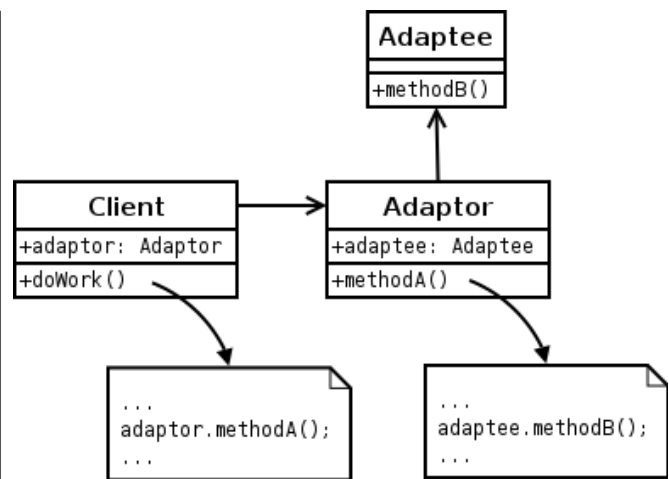 Adaptee
+methodB()
Client
+adaptor: Adaptor
+doWork()
Adaptor
+adaptee: Adaptee
+methodA()
...
adaptor.methodA();
...
...
adaptee.methodB();
...